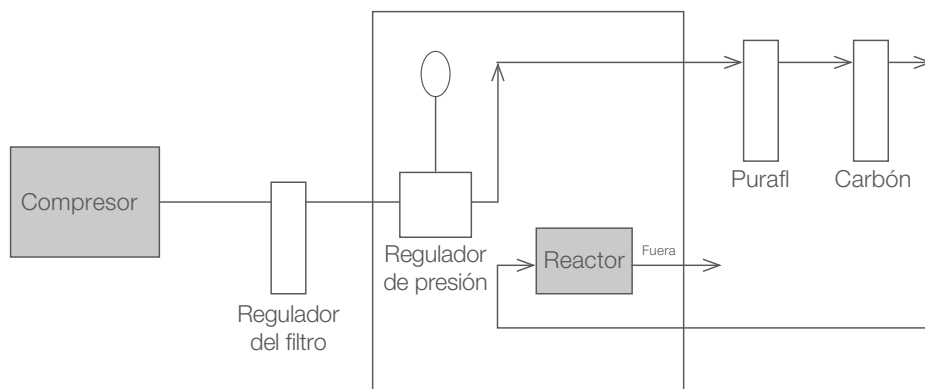 Compresor
Regulador
del filtro
Regulador
de presión
Reactor
Fuera
Purafl
Carbón